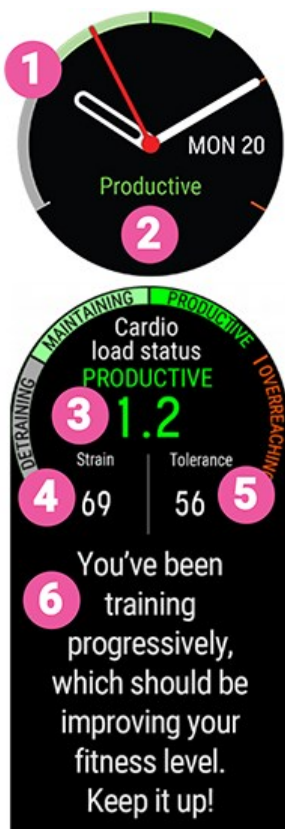 1
MON 20
Productive
2
DETRAINING
MAINTAINING
PRODUCTIVE
OVERREACHING
Cardio
load status
PRODUCTIVE
3
1.2
Strain
Tolerance
4
69
56
5
6
You've been
training
progressively,
which should be
improving your
fitness level.
Keep it up!